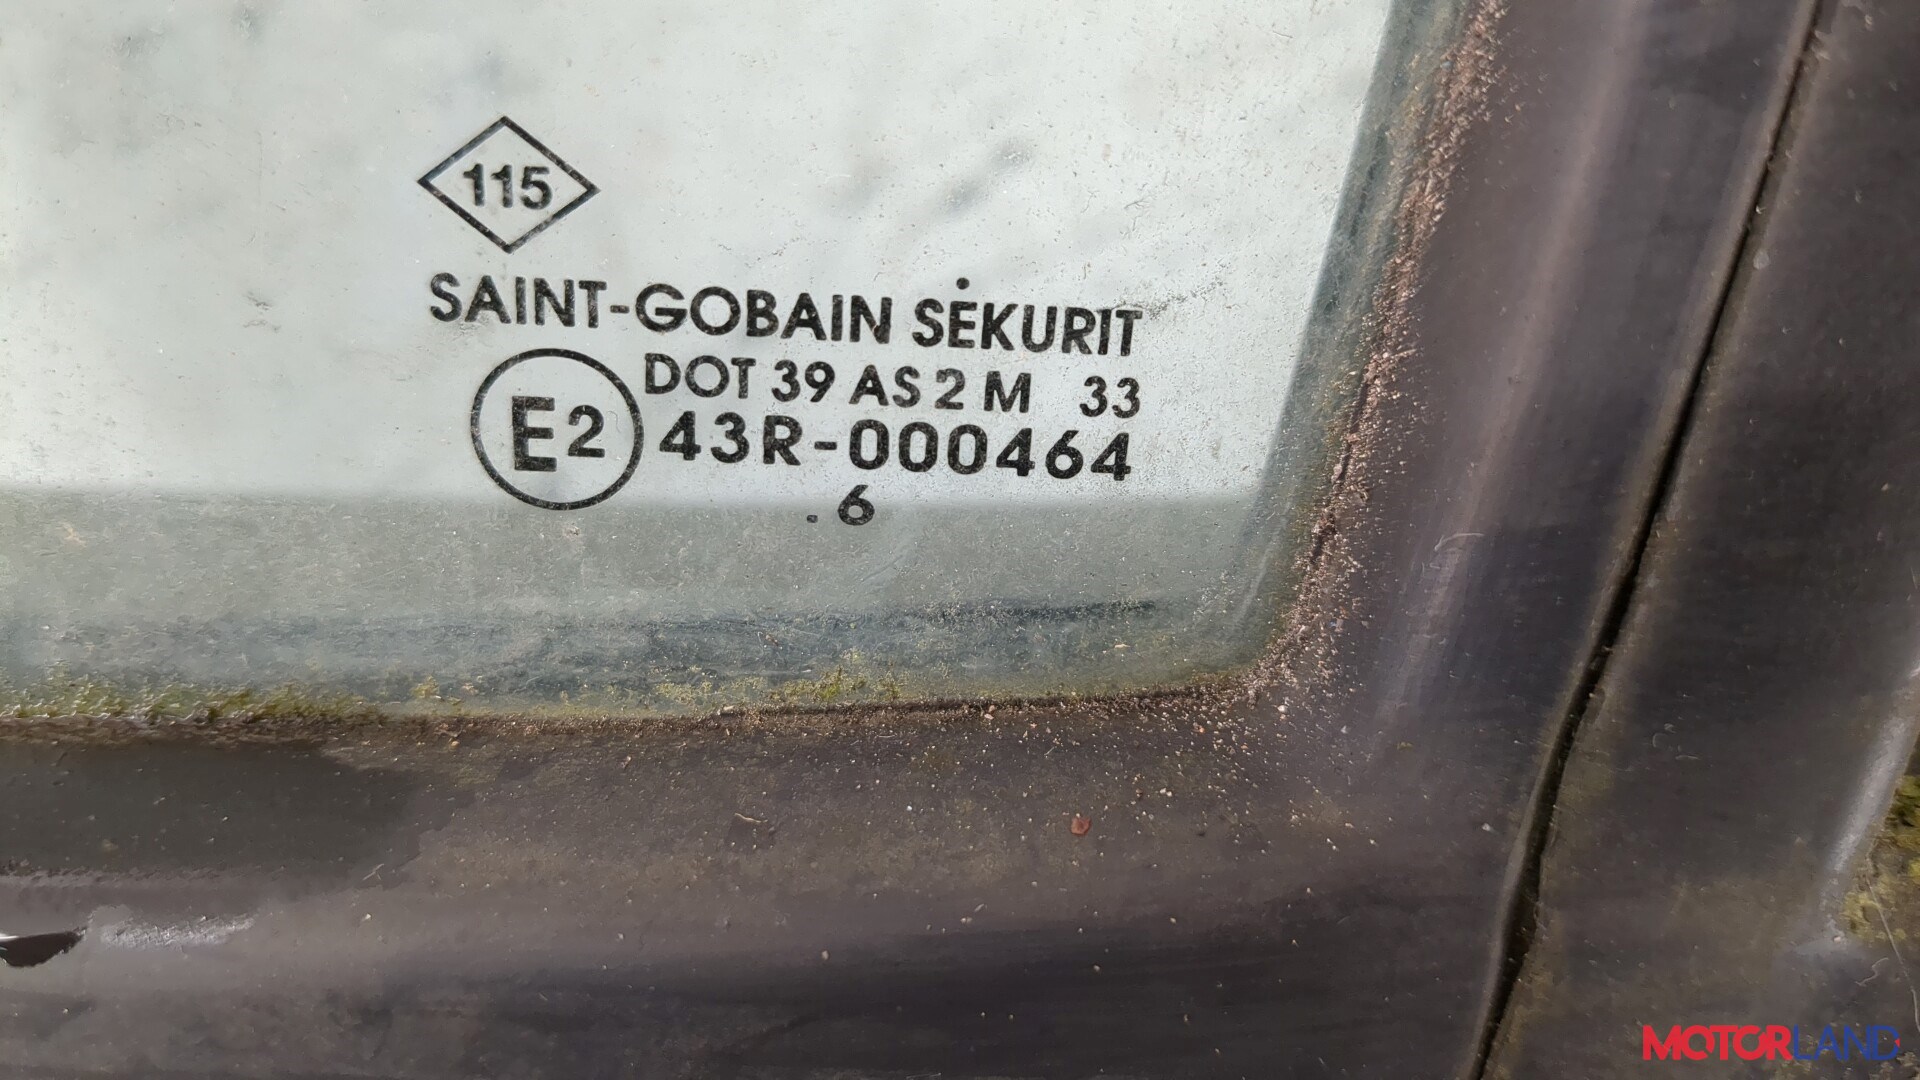 115
SAINT-GOBAIN SEKURIT
DOT 39 AS 2 M 33
E2 43R-000464
. 6
MOTORLAND